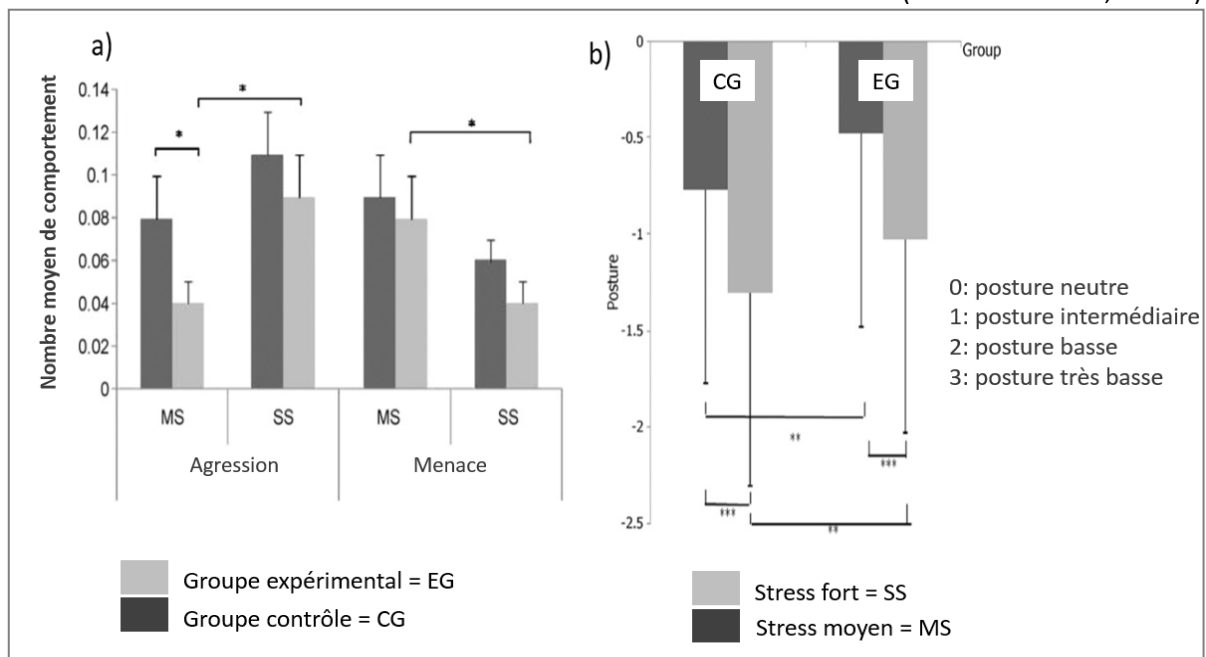 a)
Nombre moyen de comportement
0.14
0.12
0.1
0.08
0.06
0.04
0.02
0
*
*
*
MS
SS
MS
SS
Agression
Menace
Groupe expérimental = EG
Groupe contrôle = CG
b)
0
-0.5
-1
-1.5
-2
-2.5
Posture
Group
CG
EG
**
***
***
**
0: posture neutre
1: posture intermédiaire
2: posture basse
3: posture très basse
Stress fort = SS
Stress moyen = MS